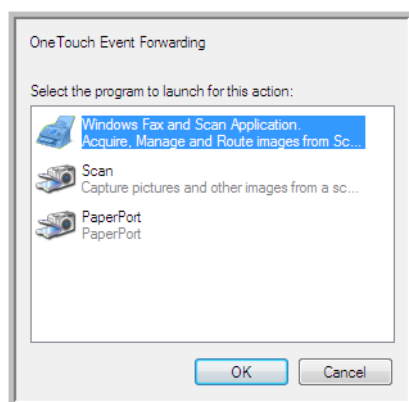 OneTouch Event Forwarding
Select the program to launch for this action:
Windows Fax and Scan Application.
Acquire, Manage and Route images from Sc...
Scan
Capture pictures and other images from a sc...
PaperPort
PaperPort
OK Cancel